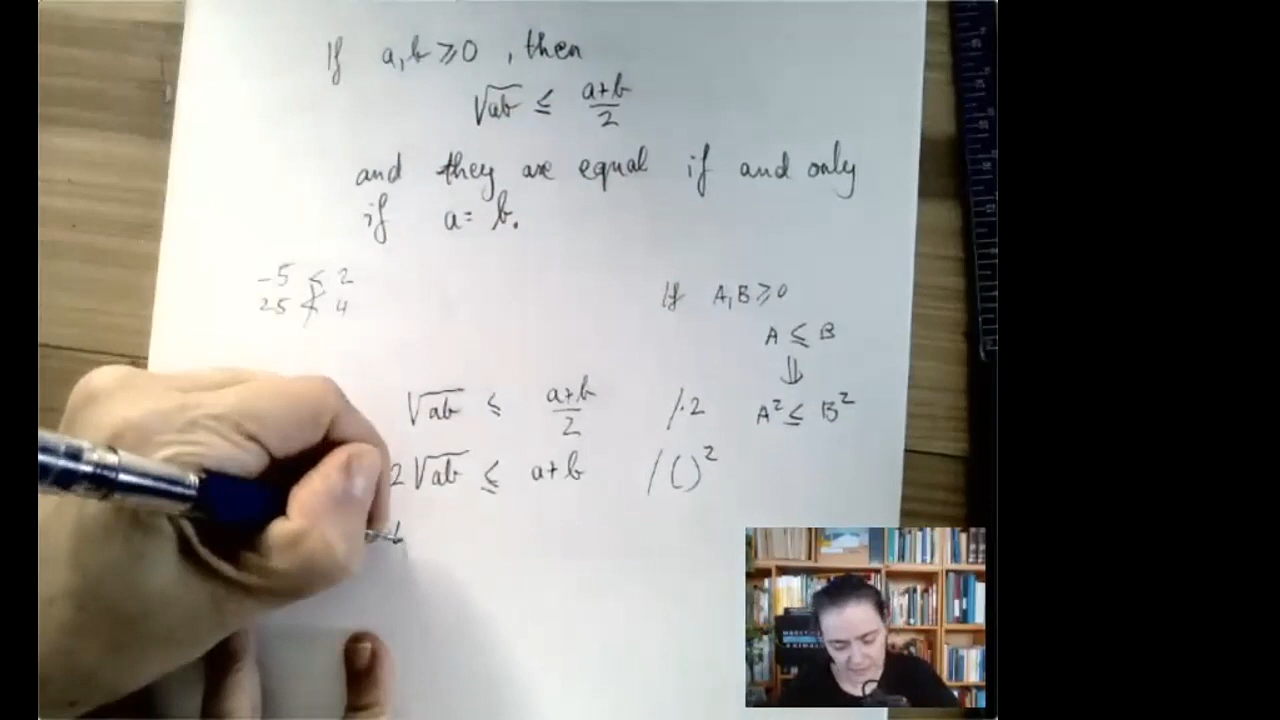 If a, b ≥ 0, then
√ab ≤ a+b/2
and they are equal if and only
if a = b.
-5 < 2
25 < 4
If A, B ≥ 0
A ≤ B
⇓
A² ≤ B²
√ab ≤ a+b/2 /·2
2√ab ≤ a+b /( )²